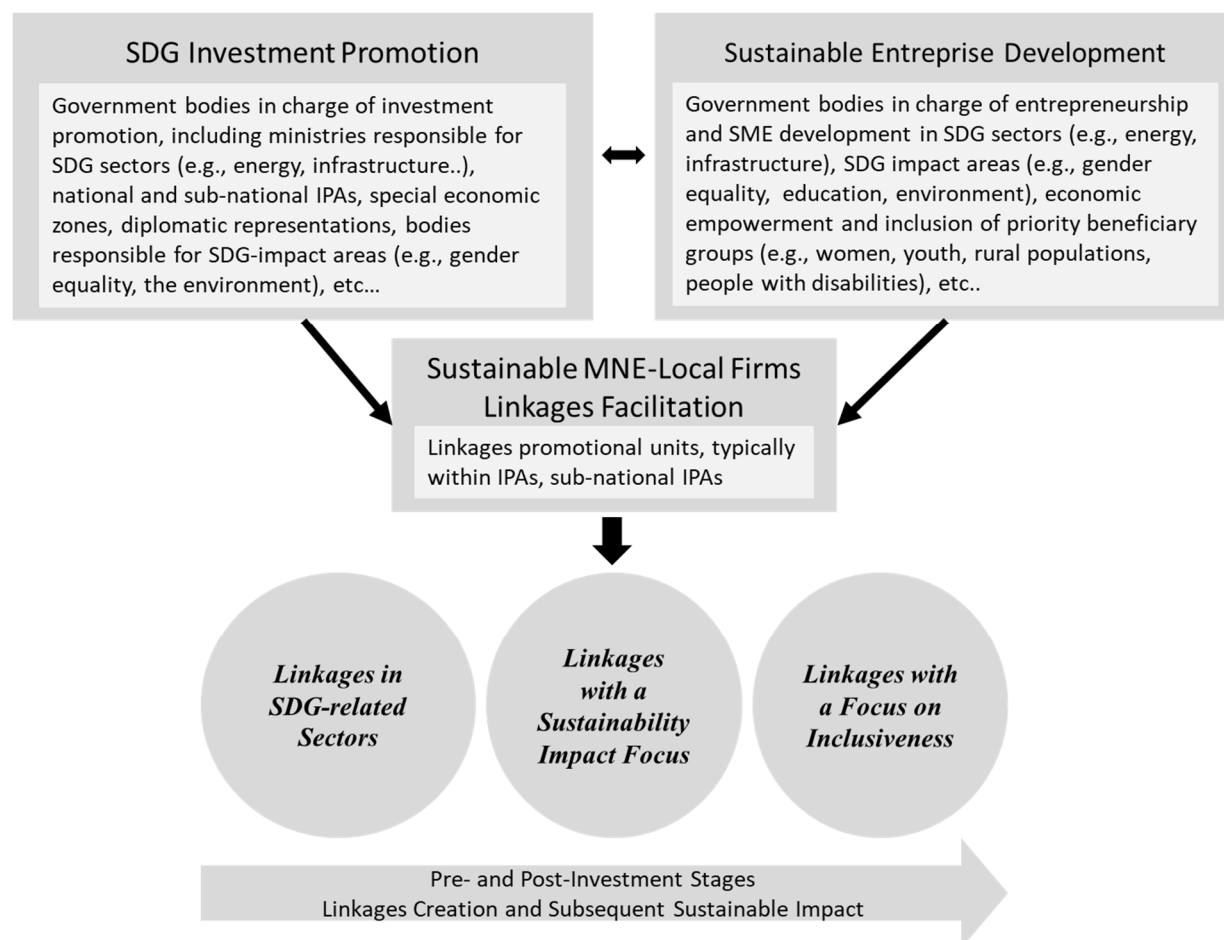 SDG Investment Promotion
Government bodies in charge of investment
promotion, including ministries responsible for
SDG sectors (e.g., energy, infrastructure..),
national and sub-national IPAs, special economic
zones, diplomatic representations, bodies
responsible for SDG-impact areas (e.g., gender
equality, the environment), etc...
Sustainable Entreprise Development
Government bodies in charge of entrepreneurship
and SME development in SDG sectors (e.g., energy,
infrastructure), SDG impact areas (e.g., gender
equality, education, environment), economic
empowerment and inclusion of priority beneficiary
groups (e.g., women, youth, rural populations,
people with disabilities), etc..
Sustainable MNE-Local Firms
Linkages Facilitation
Linkages promotional units, typically
within IPAs, sub-national IPAs
Linkages in
SDG-related
Sectors
Linkages
with a
Sustainability
Impact Focus
Linkages with
a Focus on
Inclusiveness
Pre- and Post-Investment Stages
Linkages Creation and Subsequent Sustainable Impact